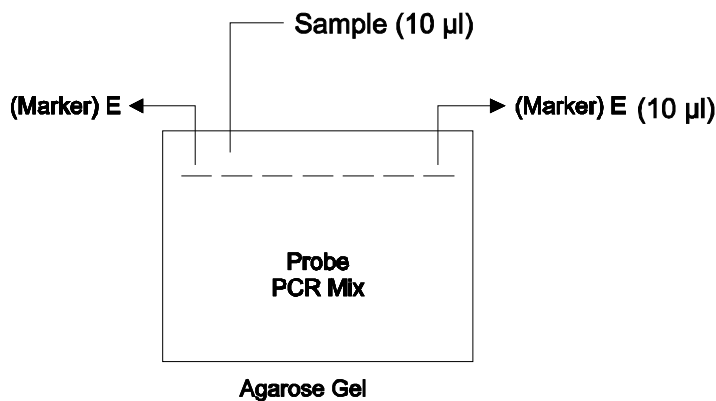 Sample (10 µl)
(Marker) E
(Marker) E (10 µl)
Probe
PCR Mix
Agarose Gel